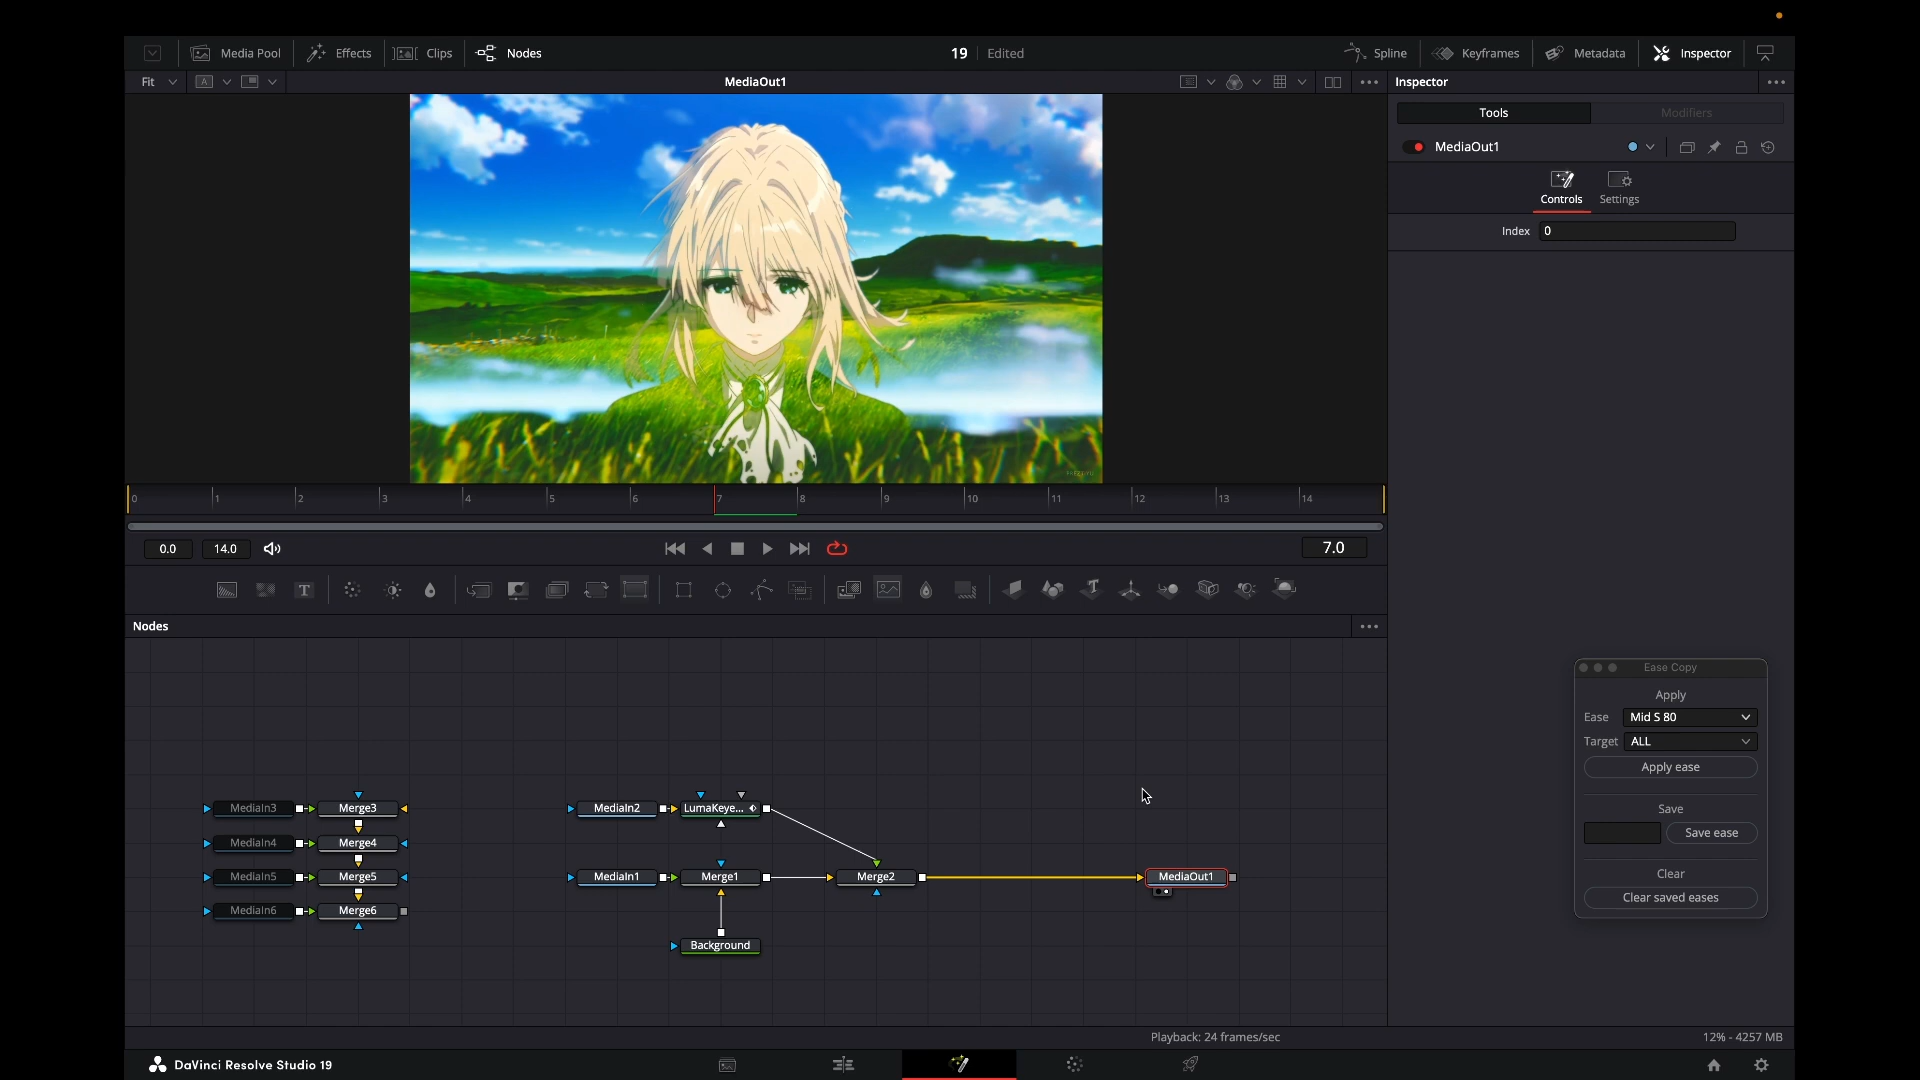 Media Pool
Effects
Clips
Nodes
19
Edited
Spline
Keyframes
Metadata
Inspector
Fit
A
MediaOut1
Inspector
Tools
Modifiers
MediaOut1
Controls
Settings
Index
0
0 1 2 3 4 5 6 7 8 9 10 11 12 13 14
0.0
14.0
7.0
T
T
Nodes
Ease Copy
Apply
Ease
Mid S 80
Target
ALL
Apply ease
Save
Save ease
Clear
Clear saved eases
MediaIn3
Merge3
MediaIn2
LumaKeye...
MediaIn4
Merge4
MediaIn5
Merge5
MediaIn1
Merge1
Merge2
MediaOut1
MediaIn6
Merge6
Background
Playback: 24 frames/sec
12% - 4257 MB
DaVinci Resolve Studio 19